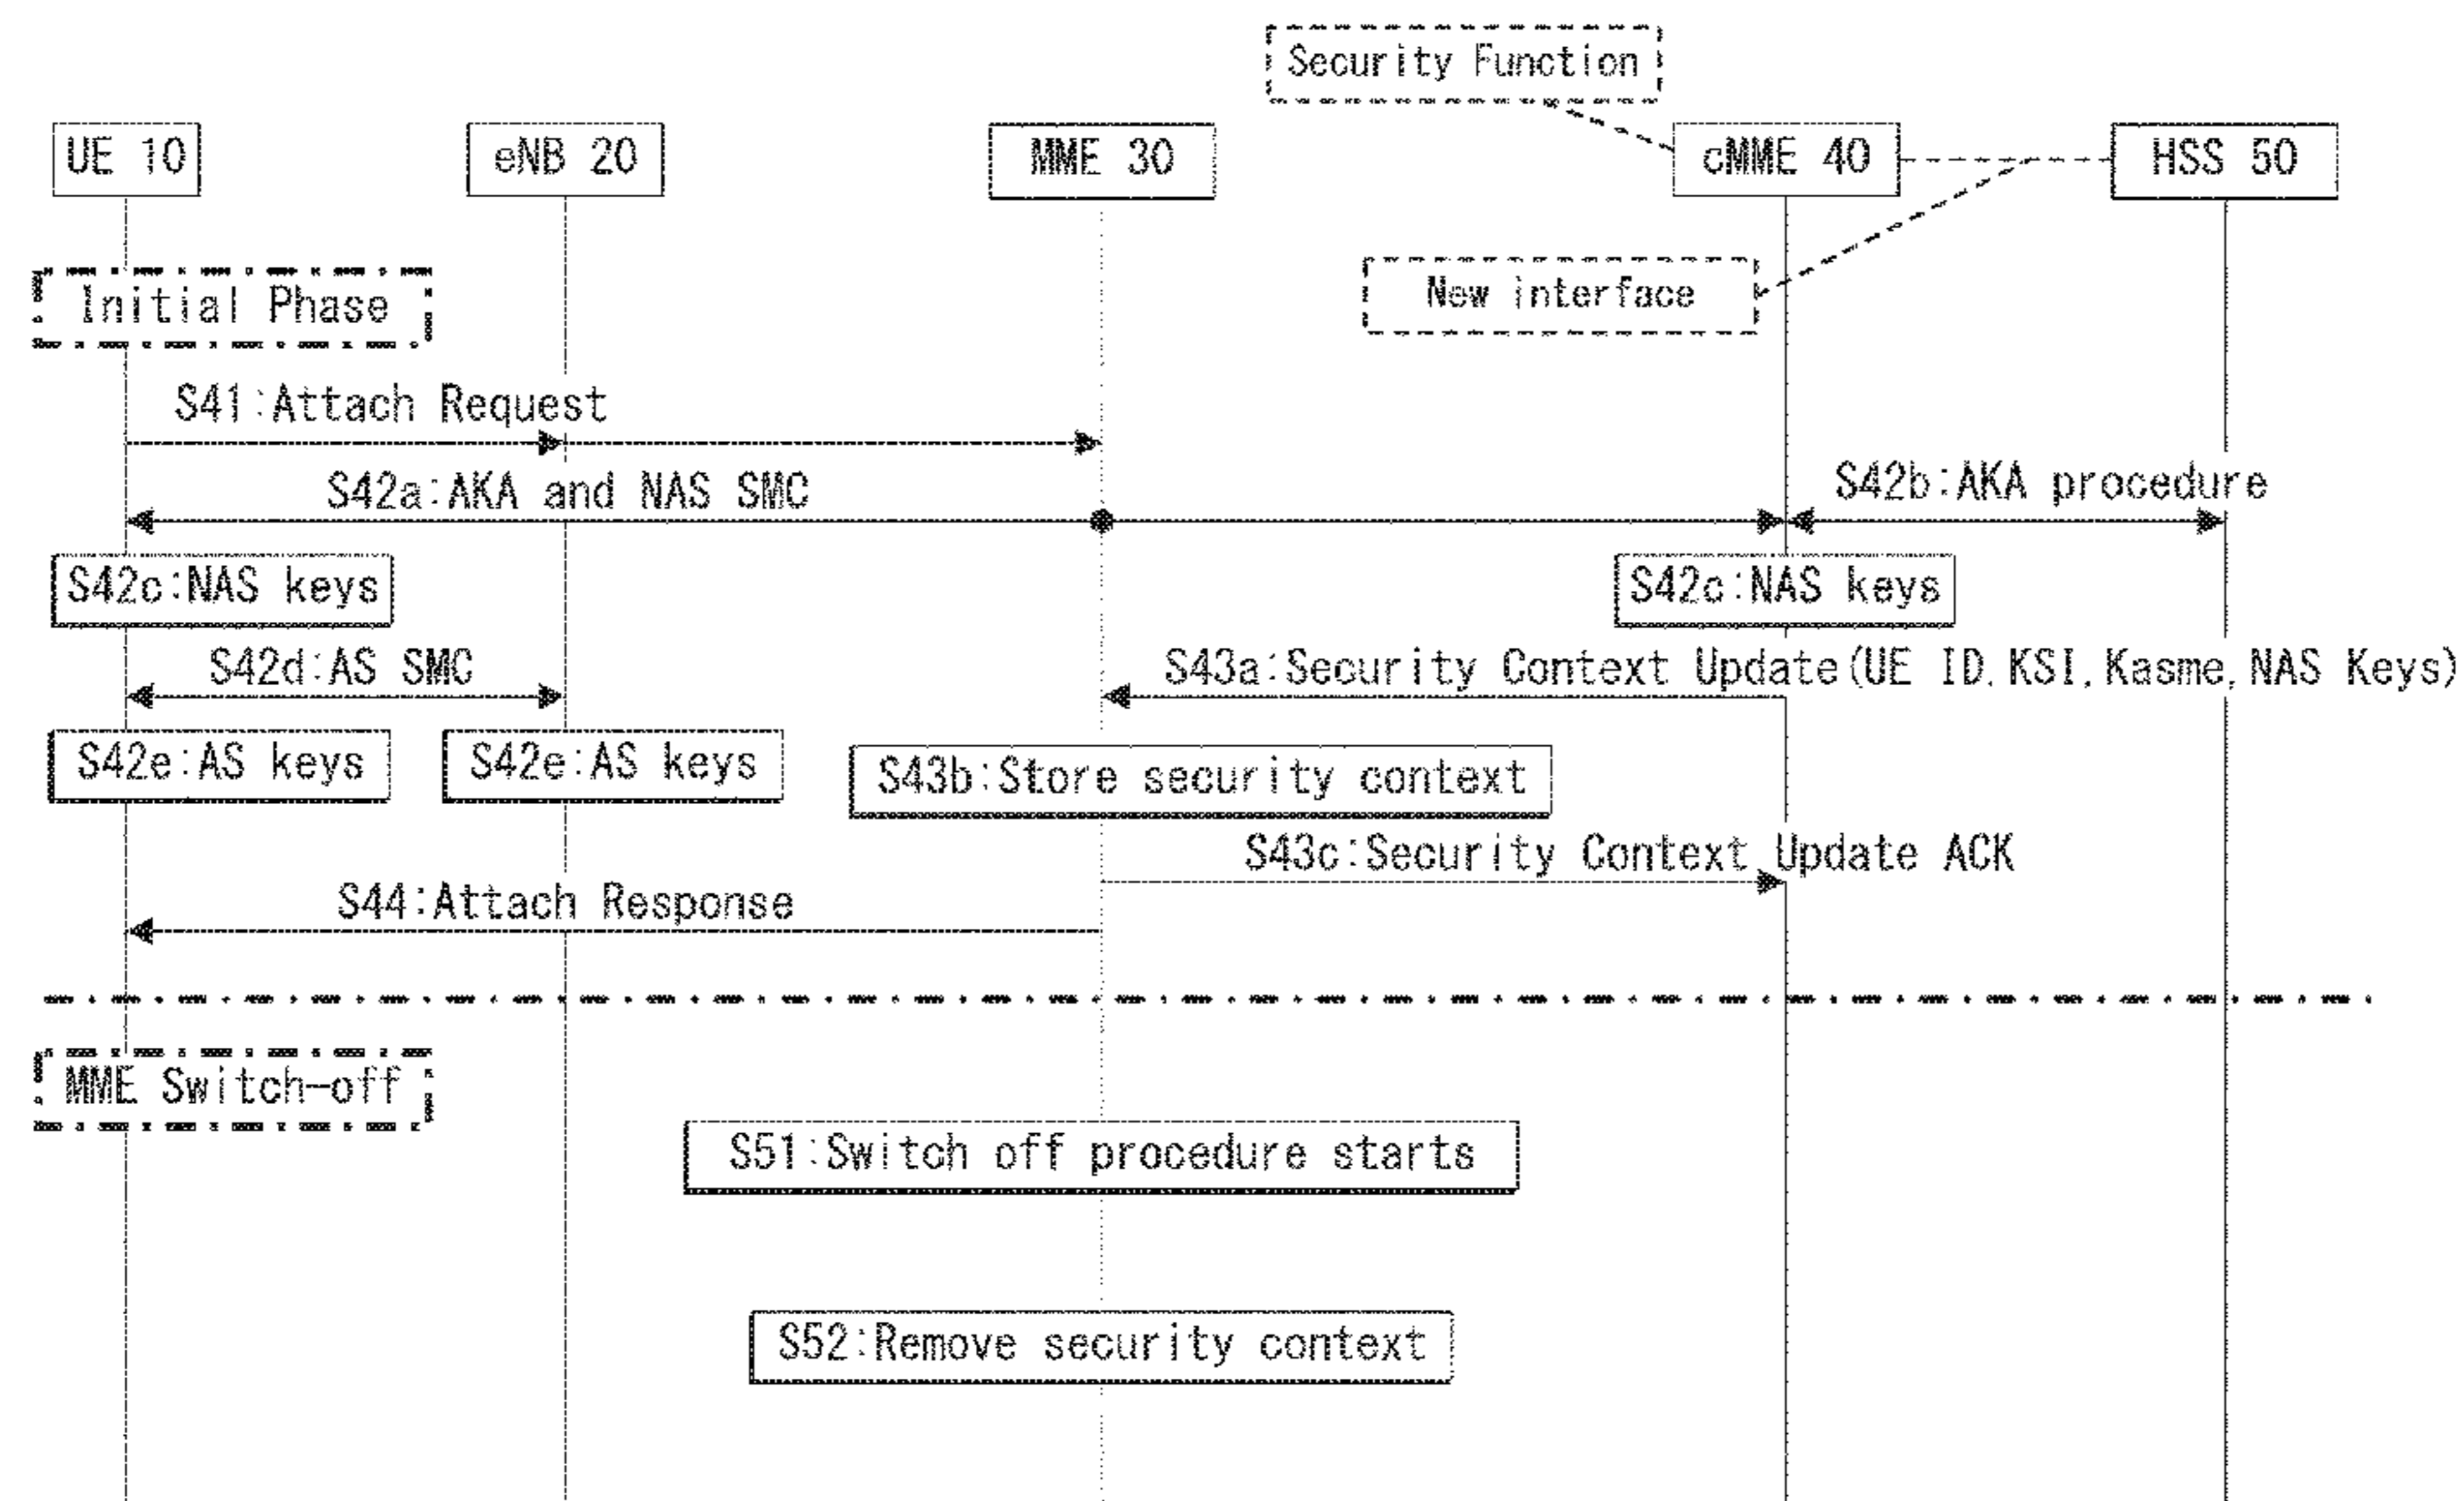 Security Function
UE 10
eNB 20
MME 30
cMME 40
HSS 50
Initial Phase
New interface
S41:Attach Request
S42a:AKA and NAS SMC
S42b:AKA procedure
S42c:NAS keys
S42c:NAS keys
S42d:AS SMC
S43a:Security Context Update(UE ID,KSI,Kasme,NAS Keys)
S42e:AS keys
S42e:AS keys
S43b:Store security context
S43c:Security Context Update ACK
S44:Attach Response
MME Switch-off
S51:Switch off procedure starts
S52:Remove security context